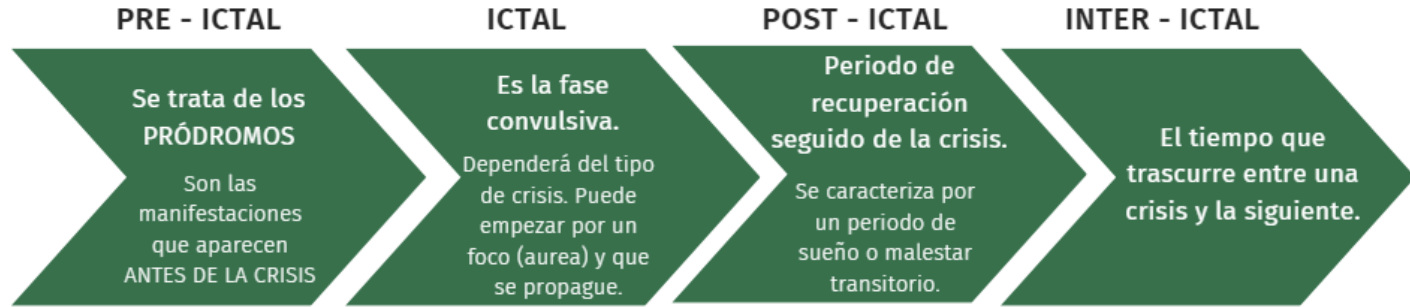 PRE - ICTAL
Se trata de los
PRÓDROMOS
Son las
manifestaciones
que aparecen
ANTES DE LA CRISIS
ICTAL
Es la fase
convulsiva.
Dependerá del tipo
de crisis. Puede
empezar por un
foco (aurea) y que
se propague.
POST - ICTAL
Periodo de
recuperación
seguido de la crisis.
Se caracteriza por
un periodo de
sueño o malestar
transitorio.
INTER - ICTAL
El tiempo que
trascurre entre una
crisis y la siguiente.